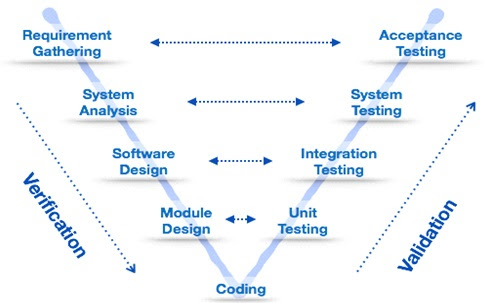 Requirement
Gathering
Acceptance
Testing
System
Analysis
System
Testing
Software
Design
Integration
Testing
Module
Design
Unit
Testing
Coding
Verification
Validation